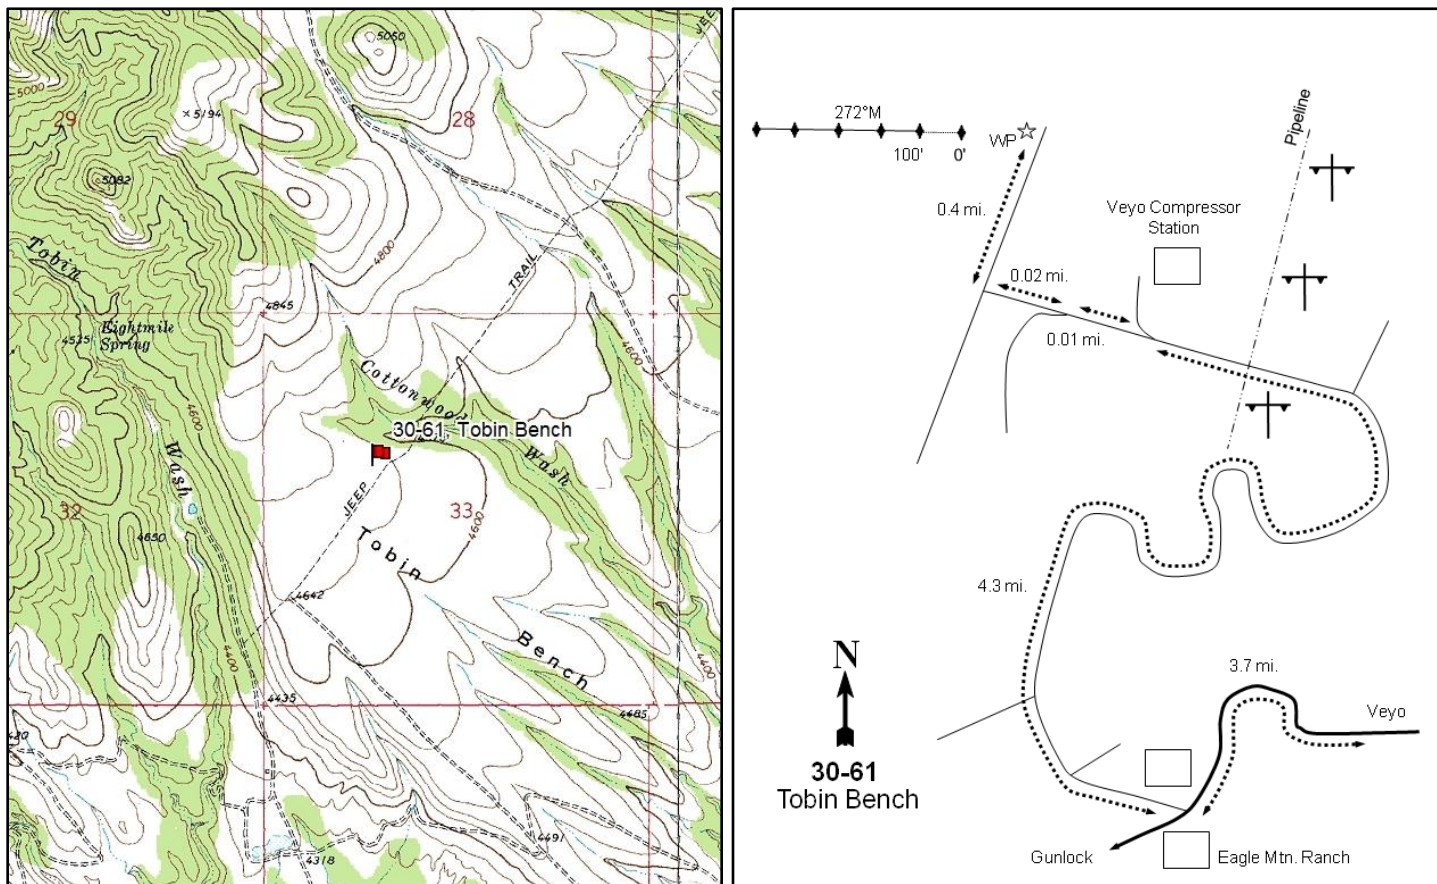 5050
JEEP
5000
29
×5194
28
5082
Tobin
4800
TRAIL
4845
Eightmile
Spring
4535
4600
4600
Cottonwood
30-61, Tobin Bench
Wash
Wash
JEEP
32
33
4600
4650
Tobin
4642
Bench
4400
4400
4435
4485
4491
4318
272°M
100'
0'
WP
Pipeline
0.4 mi.
Veyo Compressor
Station
0.02 mi.
0.01 mi.
4.3 mi.
N
3.7 mi.
Veyo
30-61
Tobin Bench
Gunlock
Eagle Mtn. Ranch